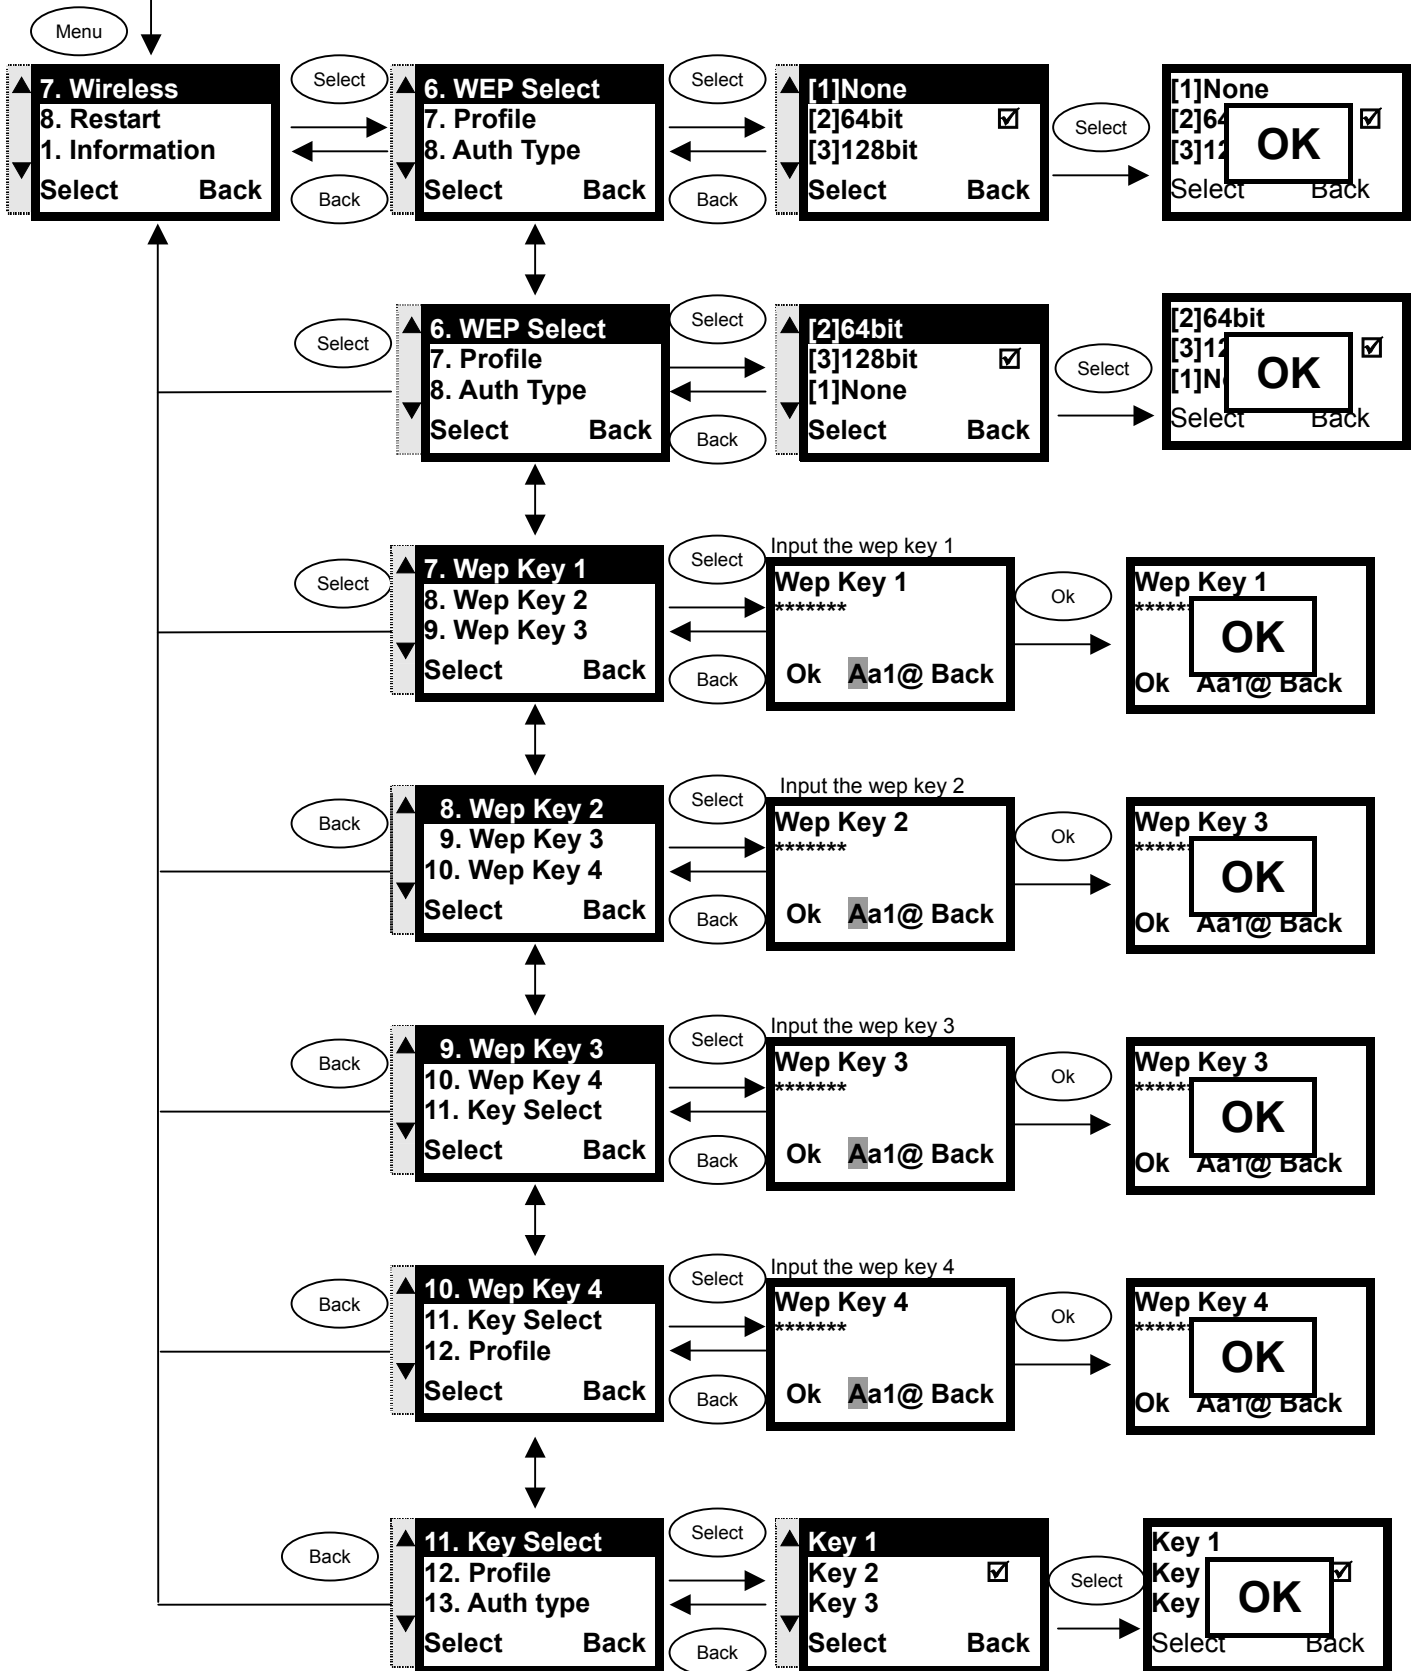 Menu
7. Wireless
8. Restart
1. Information
Select Back
Select
Back
6. WEP Select
7. Profile
8. Auth Type
Select Back
Select
Back
[1]None
[2]64bit ☑
[3]128bit
Select Back
Select
[1]None
[2]64 ☑
[3]12
OK
Select Back
Select
6. WEP Select
7. Profile
8. Auth Type
Select Back
Select
Back
[2]64bit
[3]128bit ☑
[1]None
Select Back
Select
[2]64bit
[3]12 ☑
[1]N
OK
Select Back
Select
7. Wep Key 1
8. Wep Key 2
9. Wep Key 3
Select Back
Select
Back
Input the wep key 1
Wep Key 1
*******
Ok Aa1@ Back
Ok
Wep Key 1
******
OK
Ok Aa1@ Back
Back
8. Wep Key 2
9. Wep Key 3
10. Wep Key 4
Select Back
Select
Back
Input the wep key 2
Wep Key 2
*******
Ok Aa1@ Back
Ok
Wep Key 3
******
OK
Ok Aa1@ Back
Back
9. Wep Key 3
10. Wep Key 4
11. Key Select
Select Back
Select
Back
Input the wep key 3
Wep Key 3
*******
Ok Aa1@ Back
Ok
Wep Key 3
******
OK
Ok Aa1@ Back
Back
10. Wep Key 4
11. Key Select
12. Profile
Select Back
Select
Back
Input the wep key 4
Wep Key 4
*******
Ok Aa1@ Back
Ok
Wep Key 4
******
OK
Ok Aa1@ Back
Back
11. Key Select
12. Profile
13. Auth type
Select Back
Select
Back
Key 1
Key 2 ☑
Key 3
Select Back
Select
Key 1
Key ☑
Key
OK
Select Back